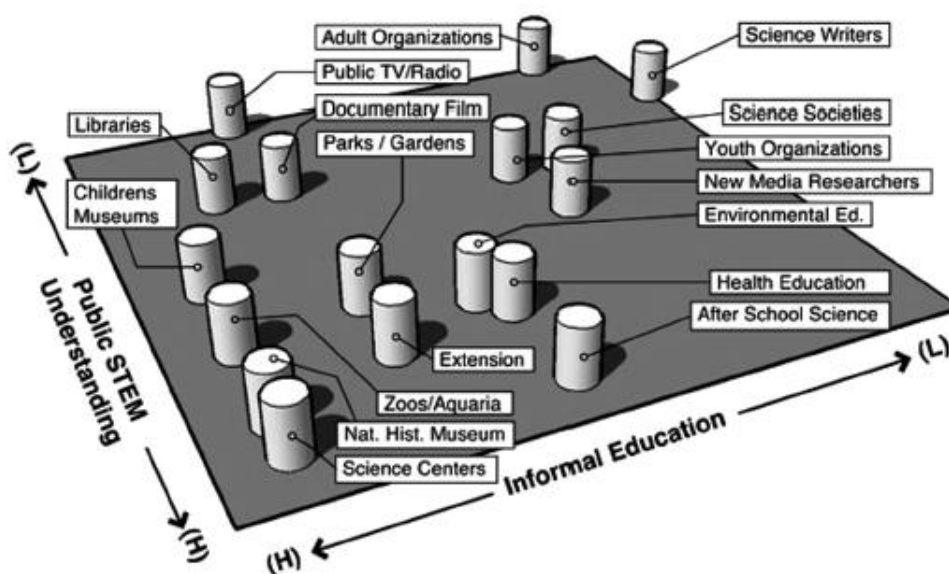 Adult Organizations
Science Writers
Public TV/Radio
Libraries
Documentary Film
Science Societies
Parks / Gardens
Youth Organizations
(L)
Childrens
Museums
New Media Researchers
Environmental Ed.
Health Education
After School Science
Public STEM
Understanding
Extension
(L)
Zoos/Aquaria
Nat. Hist. Museum
Informal Education
Science Centers
(H)
(H)